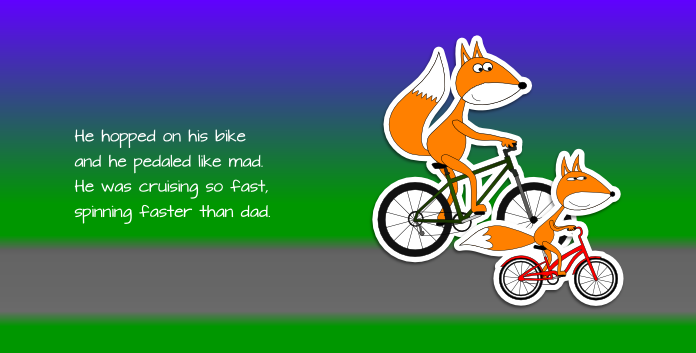 He hopped on his bike
and he pedaled like mad.
He was cruising so fast,
spinning faster than dad.